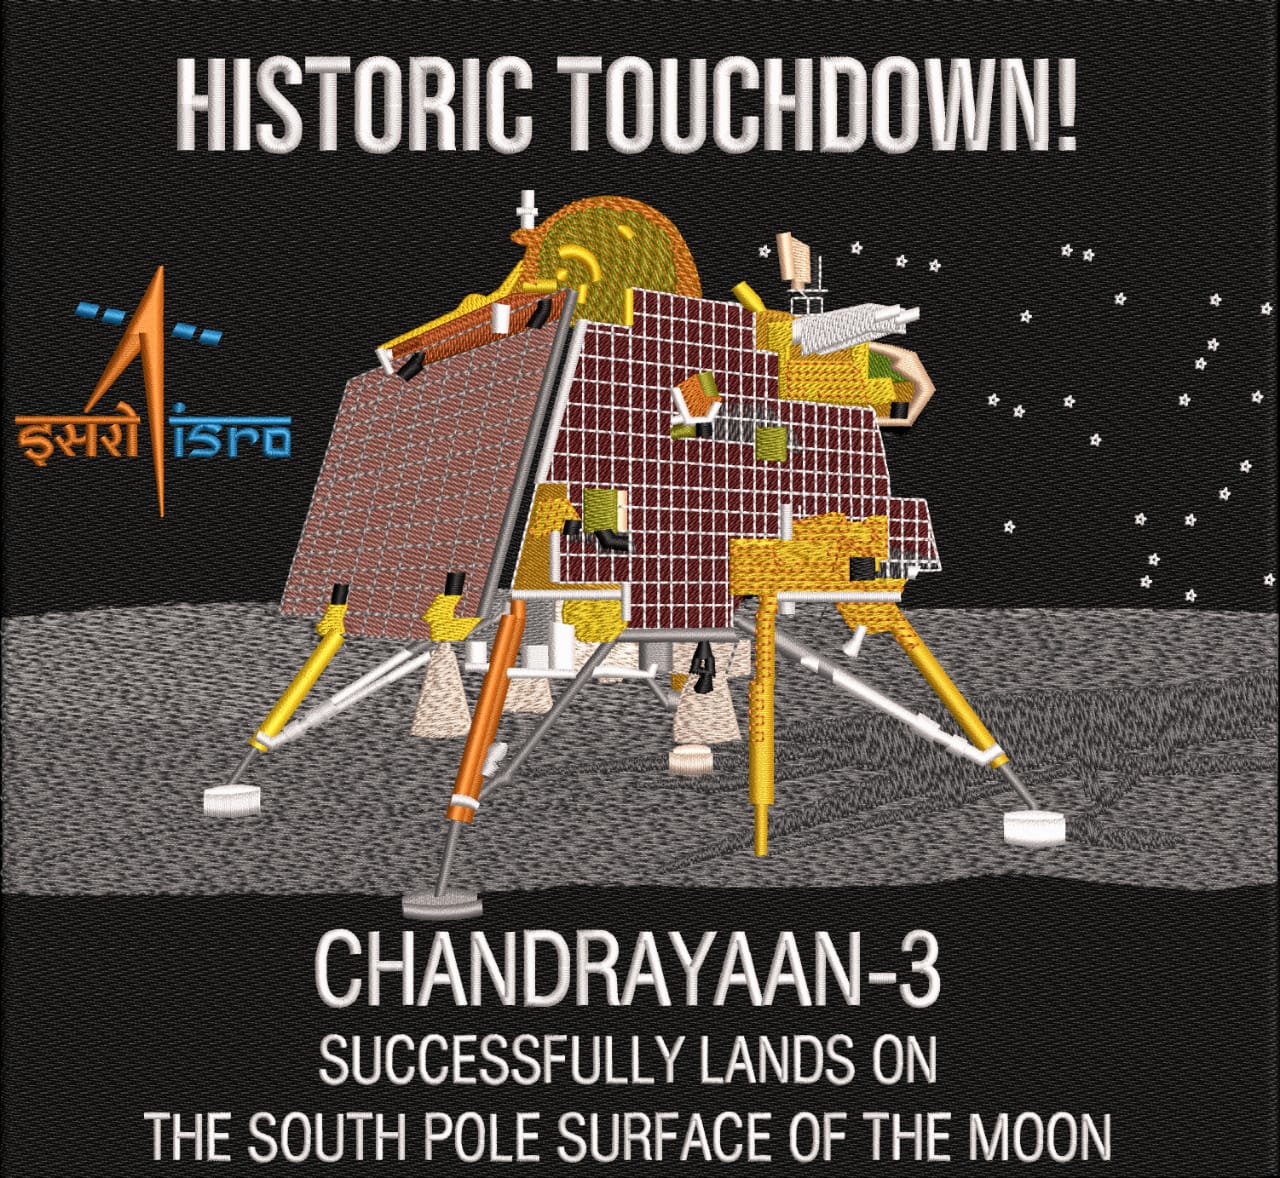 HISTORIC TOUCHDOWN!
इसरो isro
CHANDRAYAAN-3
SUCCESSFULLY LANDS ON
THE SOUTH POLE SURFACE OF THE MOON